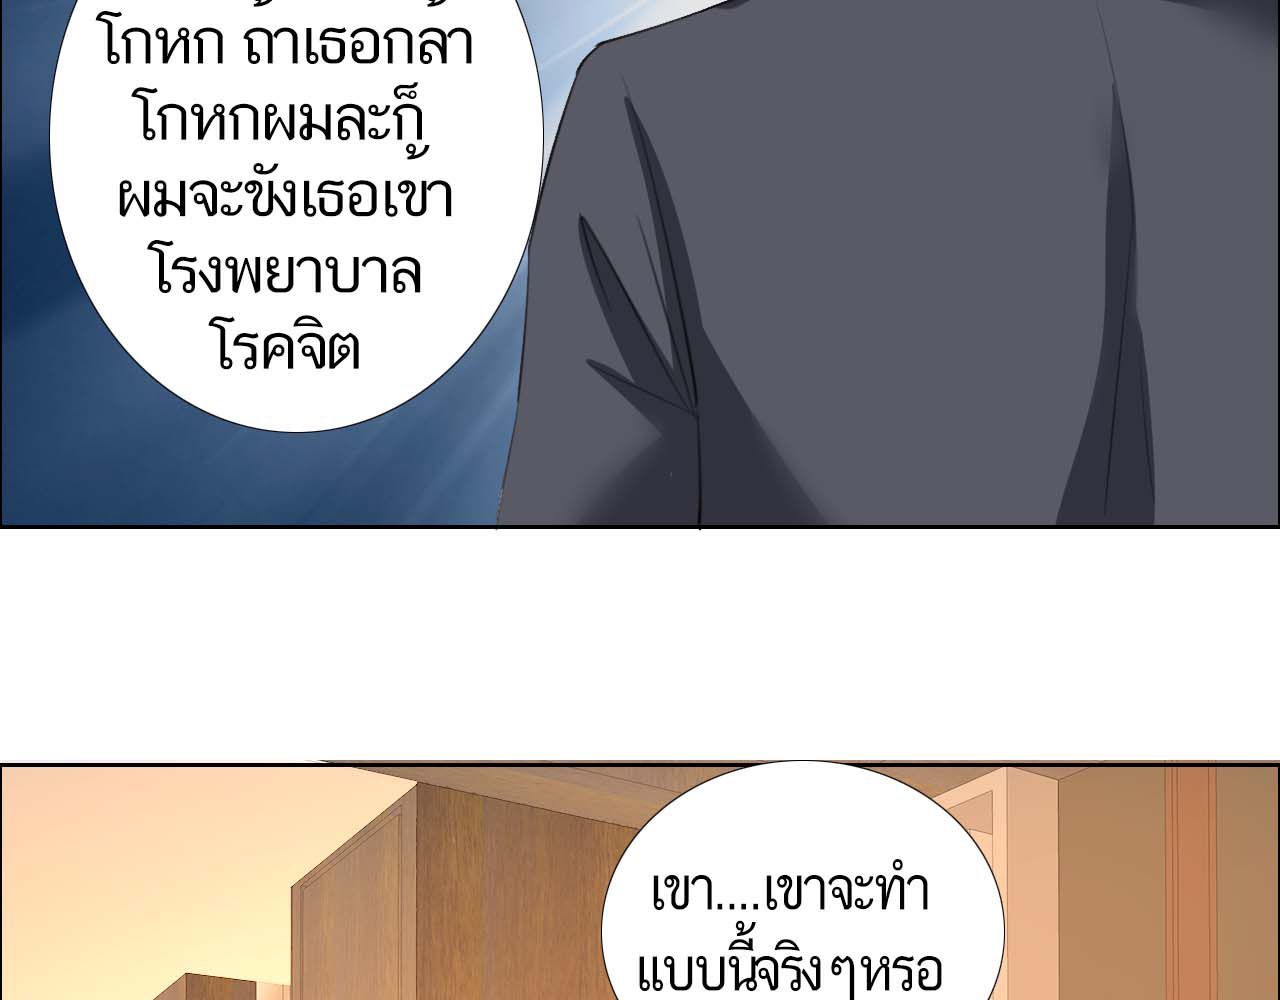 โกหก ถ้าเธอกล้า
โกหกผมละก็
ผมจะขังเธอเข้า
โรงพยาบาล
โรคจิต
เขา....เขาจะทำ
แบบนี้จริงๆหรอ